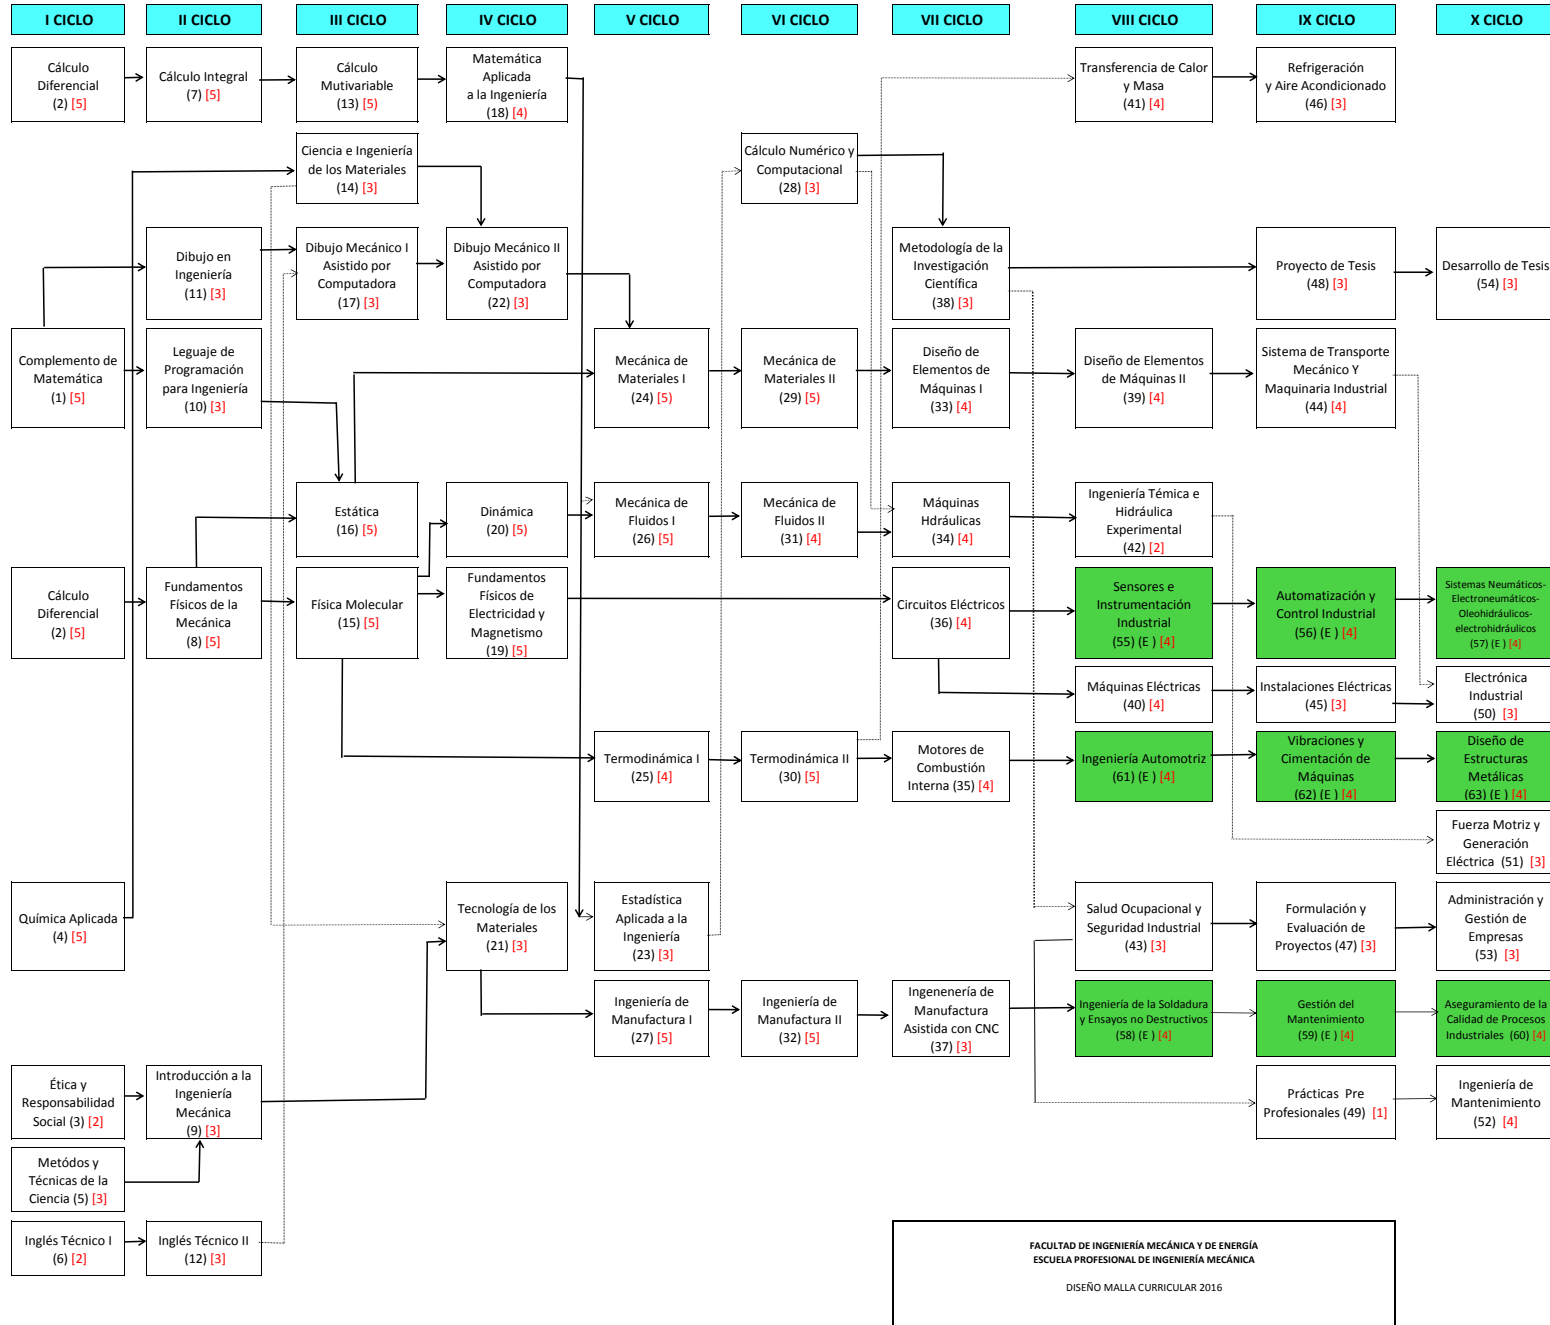 I CICLO
II CICLO
III CICLO
IV CICLO
V CICLO
VI CICLO
VII CICLO
VIII CICLO
IX CICLO
X CICLO
Cálculo
Diferencial
(2) [5]
Cálculo Integral
(7) [5]
Cálculo
Mutivariable
(13) [5)
Matemática
Aplicada
a la Ingeniería
(18) [4)
Transferencia de Calor
y Masa
(41) [4]
Refrigeración
y Aire Acondicionado
(46) [3]
Ciencia e Ingeniería
de los Materiales
(14) [3]
Cálculo Numérico y
Computacional
(28) [3]
Dibujo en
Ingeniería
(11) [3]
Dibujo Mecánico I
Asistido por
Computadora
(17) [3]
Dibujo Mecánico II
Asistido por
Computadora
(22) [3]
Metodología de la
Investigación
Científica
(38) [3]
Proyecto de Tesis
(48) [3]
Desarrollo de Tesis
(54) [3]
Complemento de
Matemática
(1) [5]
Leguaje de
Programación
para Ingeniería
(10) [3]
Mecánica de
Materiales I
(24) [5)
Mecánica de
Materiales II
(29) [5)
Diseño de
Elementos de
Máquinas I
(33) [4]
Diseño de Elementos
de Máquinas II
(39) [4]
Sistema de Transporte
Mecánico Y
Maquinaria Industrial
(44) [4]
Estática
(16) [5)
Dinámica
(20) [5)
Mecánica de
Fluidos I
(26) [5]
Mecánica de
Fluidos II
(31) [4]
Máquinas
Hdráulicas
(34) [4]
Ingeniería Témica e
Hidráulica
Experimental
(42) [2]
Cálculo
Diferencial
(2) [5]
Fundamentos
Físicos de la
Mecánica
(8) [5]
Física Molecular
(15) [5]
Fundamentos
Físicos de
Electricidad y
Magnetismo
(19) [5]
Circuitos Eléctricos
(36) [4]
Sensores e
Instrumentación
Industrial
(55) (E ) [4]
Automatización y
Control Industrial
(56) (E ) [4]
Sistemas Neumáticos-
Electroneumáticos-
Oleohidráulicos-
electrohidráulicos
(57) (E ) [4]
Máquinas Eléctricas
(40) [4]
Instalaciones Eléctricas
(45) [3]
Electrónica
Industrial
(50) [3]
Termodinámica I
(25) [4]
Termodinámica II
(30) [5]
Motores de
Combustión
Interna (35) [4]
Ingeniería Automotriz
(61) (E ) [4]
Vibraciones y
Cimentación de
Máquinas
(62) (E ) [4]
Diseño de
Estructuras
Metálicas
(63) (E ) [4]
Fuerza Motriz y
Generación
Eléctrica (51) [3]
Química Aplicada
(4) [5]
Tecnología de los
Materiales
(21) [3]
Estadística
Aplicada a la
Ingeniería
(23) [3]
Salud Ocupacional y
Seguridad Industrial
(43) [3]
Formulación y
Evaluación de
Proyectos (47) [3]
Administración y
Gestión de
Empresas
(53) [3]
Ingeniería de
Manufactura I
(27) [5]
Ingeniería de
Manufactura II
(32) [5]
Ingenenería de
Manufactura
Asistida con CNC
(37) [3]
Ingeniería de la Soldadura
y Ensayos no Destructivos
(58) (E ) [4]
Gestión del
Mantenimiento
(59) (E ) [4]
Aseguramiento de la
Calidad de Procesos
Industriales (60) [4]
Ética y
Responsabilidad
Social (3) [2]
Introducción a la
Ingeniería
Mecánica
(9) [3]
Prácticas Pre
Profesionales (49) [1]
Ingeniería de
Mantenimiento
(52) [4]
Metódos y
Técnicas de la
Ciencia (5) [3]
Inglés Técnico I
(6) [2]
Inglés Técnico II
(12) [3]
FACULTAD DE INGENIERÍA MECÁNICA Y DE ENERGÍA
ESCUELA PROFESIONAL DE INGENIERÍA MECÁNICA
DISEÑO MALLA CURRICULAR 2016